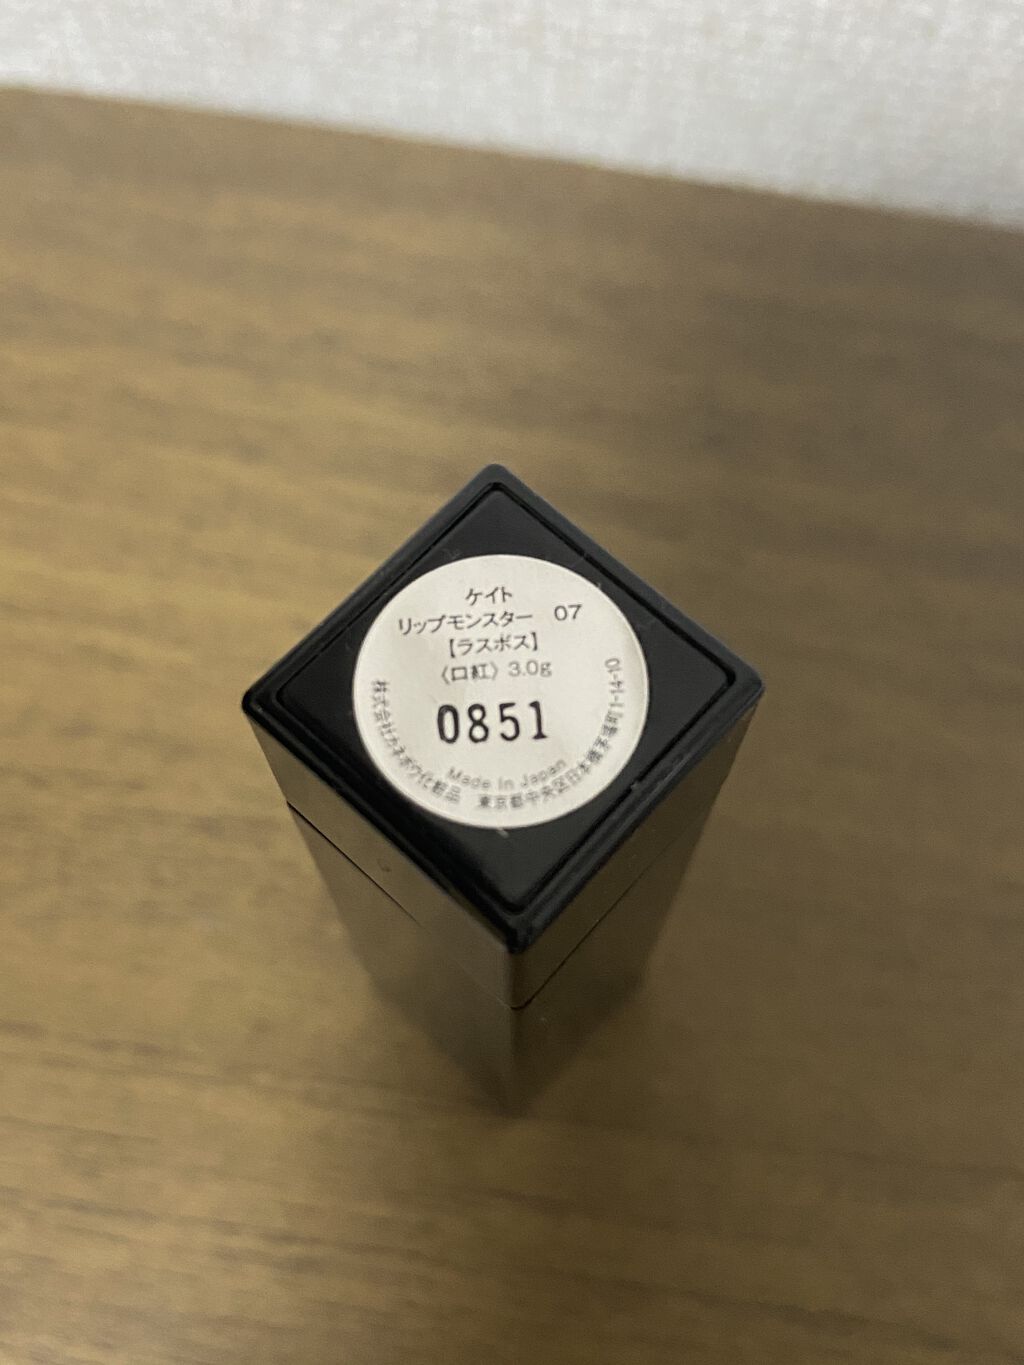 ケイト
リップモンスター 07
【ラスボス】
〈口紅〉3.0g
0851
Made In Japan
株式会社カネボウ化粧品 東京都中央区日本橋茅場町1-14-10